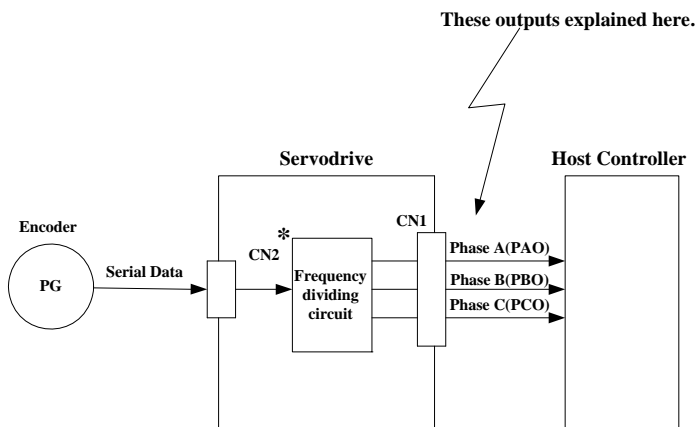 These outputs explained here.
Servodrive
Host Controller
Encoder
PG
Serial Data
CN2
*
Frequency
dividing
circuit
CN1
Phase A(PAO)
Phase B(PBO)
Phase C(PCO)